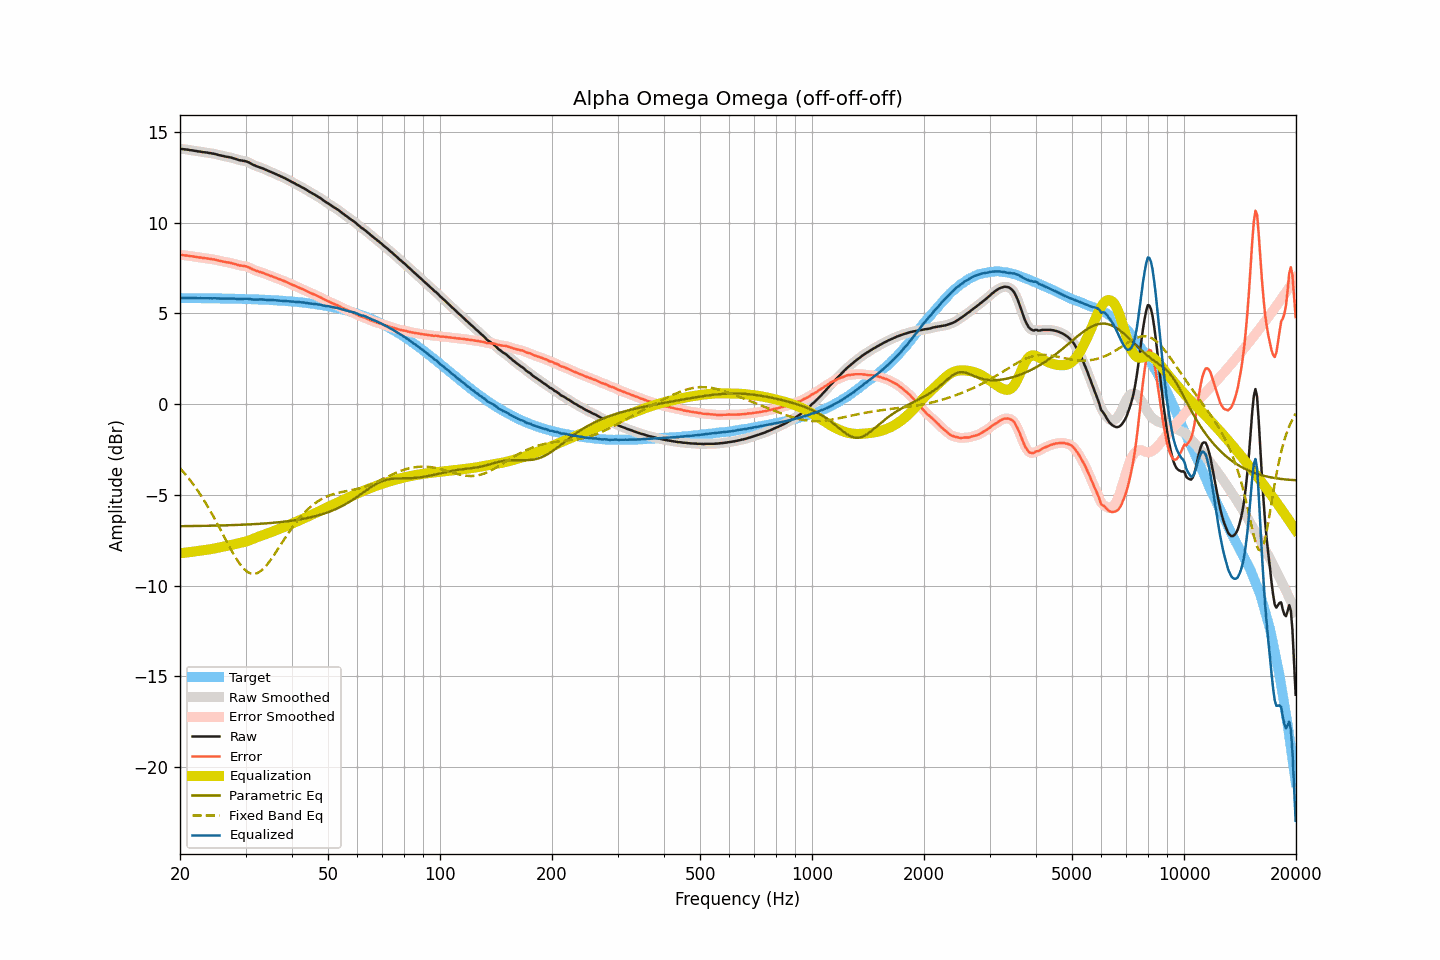 Alpha Omega Omega (off-off-off)
Amplitude (dBr)
15
10
5
0
−5
−10
−15
−20
Target
Raw Smoothed
Error Smoothed
Raw
Error
Equalization
Parametric Eq
Fixed Band Eq
Equalized
20 50 100 200 500 1000 2000 5000 10000 20000
Frequency (Hz)